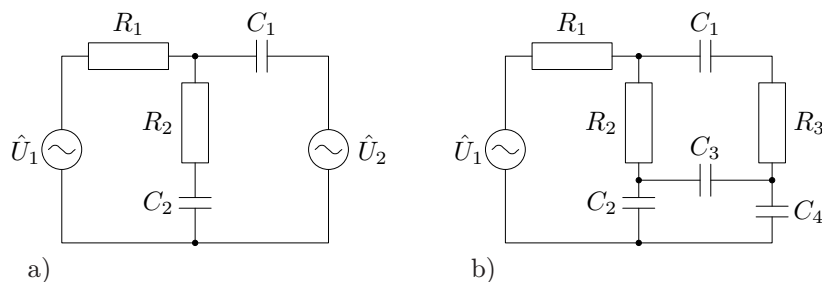 R₁ C₁
R₂
Û₁ Û₂
C₂
a)
R₁ C₁
R₂ R₃
Û₁ C₃
C₂ C₄
b)